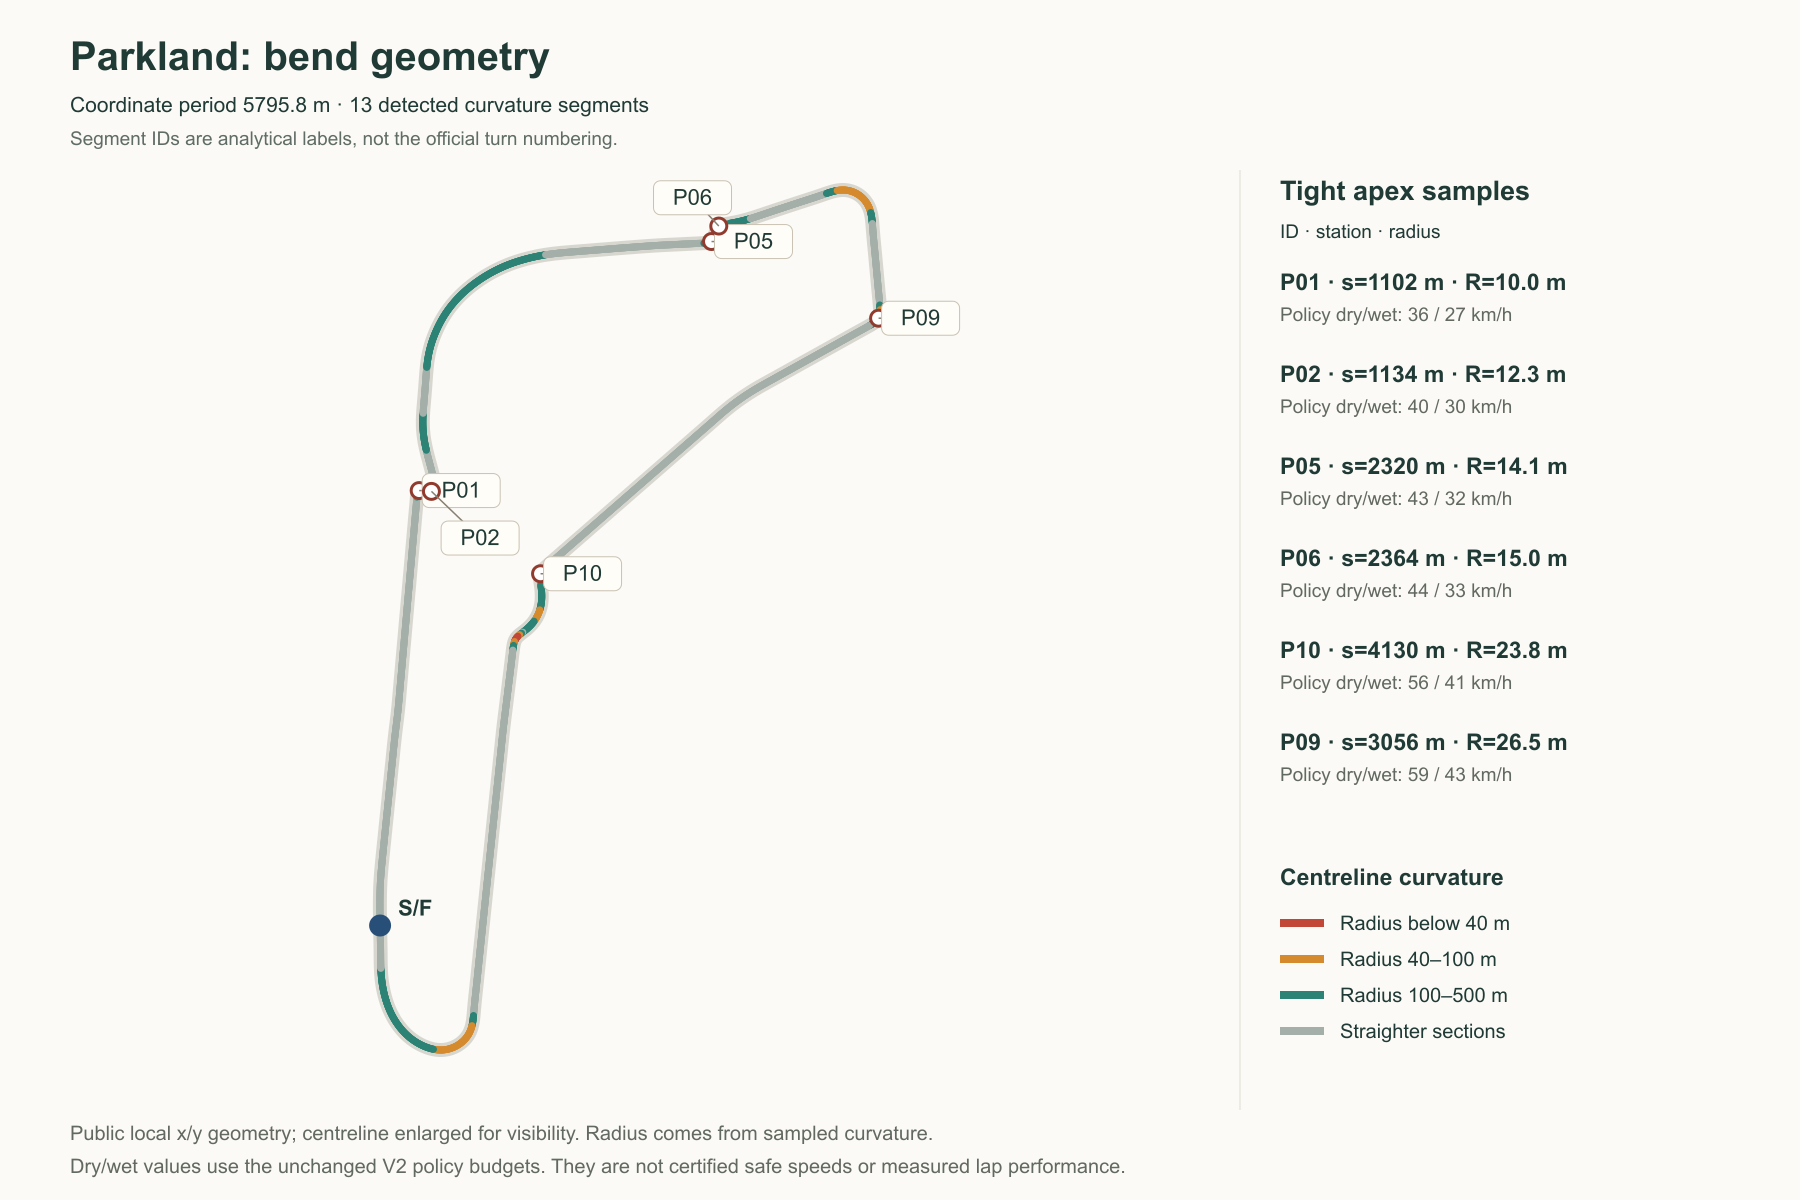 Parkland: bend geometry
Coordinate period 5795.8 m · 13 detected curvature segments
Segment IDs are analytical labels, not the official turn numbering.
P06
P05
P09
P01
P02
P10
S/F
Tight apex samples
ID · station · radius
P01 · s=1102 m · R=10.0 m
Policy dry/wet: 36 / 27 km/h
P02 · s=1134 m · R=12.3 m
Policy dry/wet: 40 / 30 km/h
P05 · s=2320 m · R=14.1 m
Policy dry/wet: 43 / 32 km/h
P06 · s=2364 m · R=15.0 m
Policy dry/wet: 44 / 33 km/h
P10 · s=4130 m · R=23.8 m
Policy dry/wet: 56 / 41 km/h
P09 · s=3056 m · R=26.5 m
Policy dry/wet: 59 / 43 km/h
Centreline curvature
Radius below 40 m
Radius 40–100 m
Radius 100–500 m
Straighter sections
Public local x/y geometry; centreline enlarged for visibility. Radius comes from sampled curvature.
Dry/wet values use the unchanged V2 policy budgets. They are not certified safe speeds or measured lap performance.